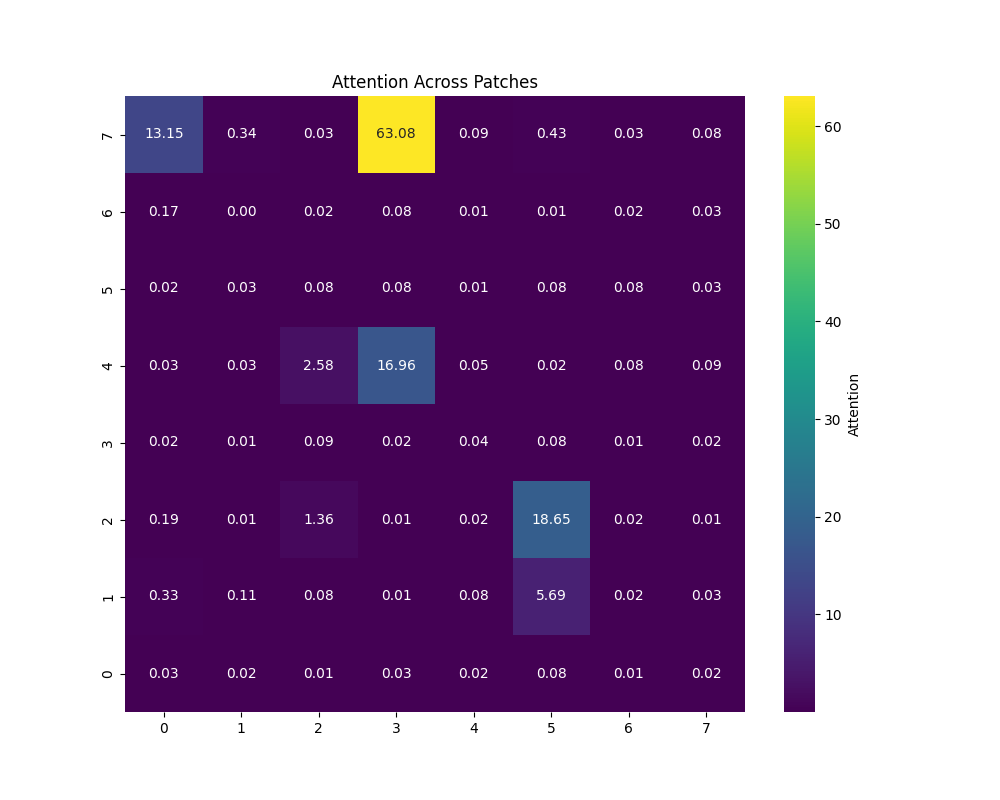 Attention Across Patches
7 13.15 0.34 0.03 63.08 0.09 0.43 0.03 0.08
6 0.17 0.00 0.02 0.08 0.01 0.01 0.02 0.03
5 0.02 0.03 0.08 0.08 0.01 0.08 0.08 0.03
4 0.03 0.03 2.58 16.96 0.05 0.02 0.08 0.09
3 0.02 0.01 0.09 0.02 0.04 0.08 0.01 0.02
2 0.19 0.01 1.36 0.01 0.02 18.65 0.02 0.01
1 0.33 0.11 0.08 0.01 0.08 5.69 0.02 0.03
0 0.03 0.02 0.01 0.03 0.02 0.08 0.01 0.02
0 1 2 3 4 5 6 7
60
50
40
30
20
10
Attention